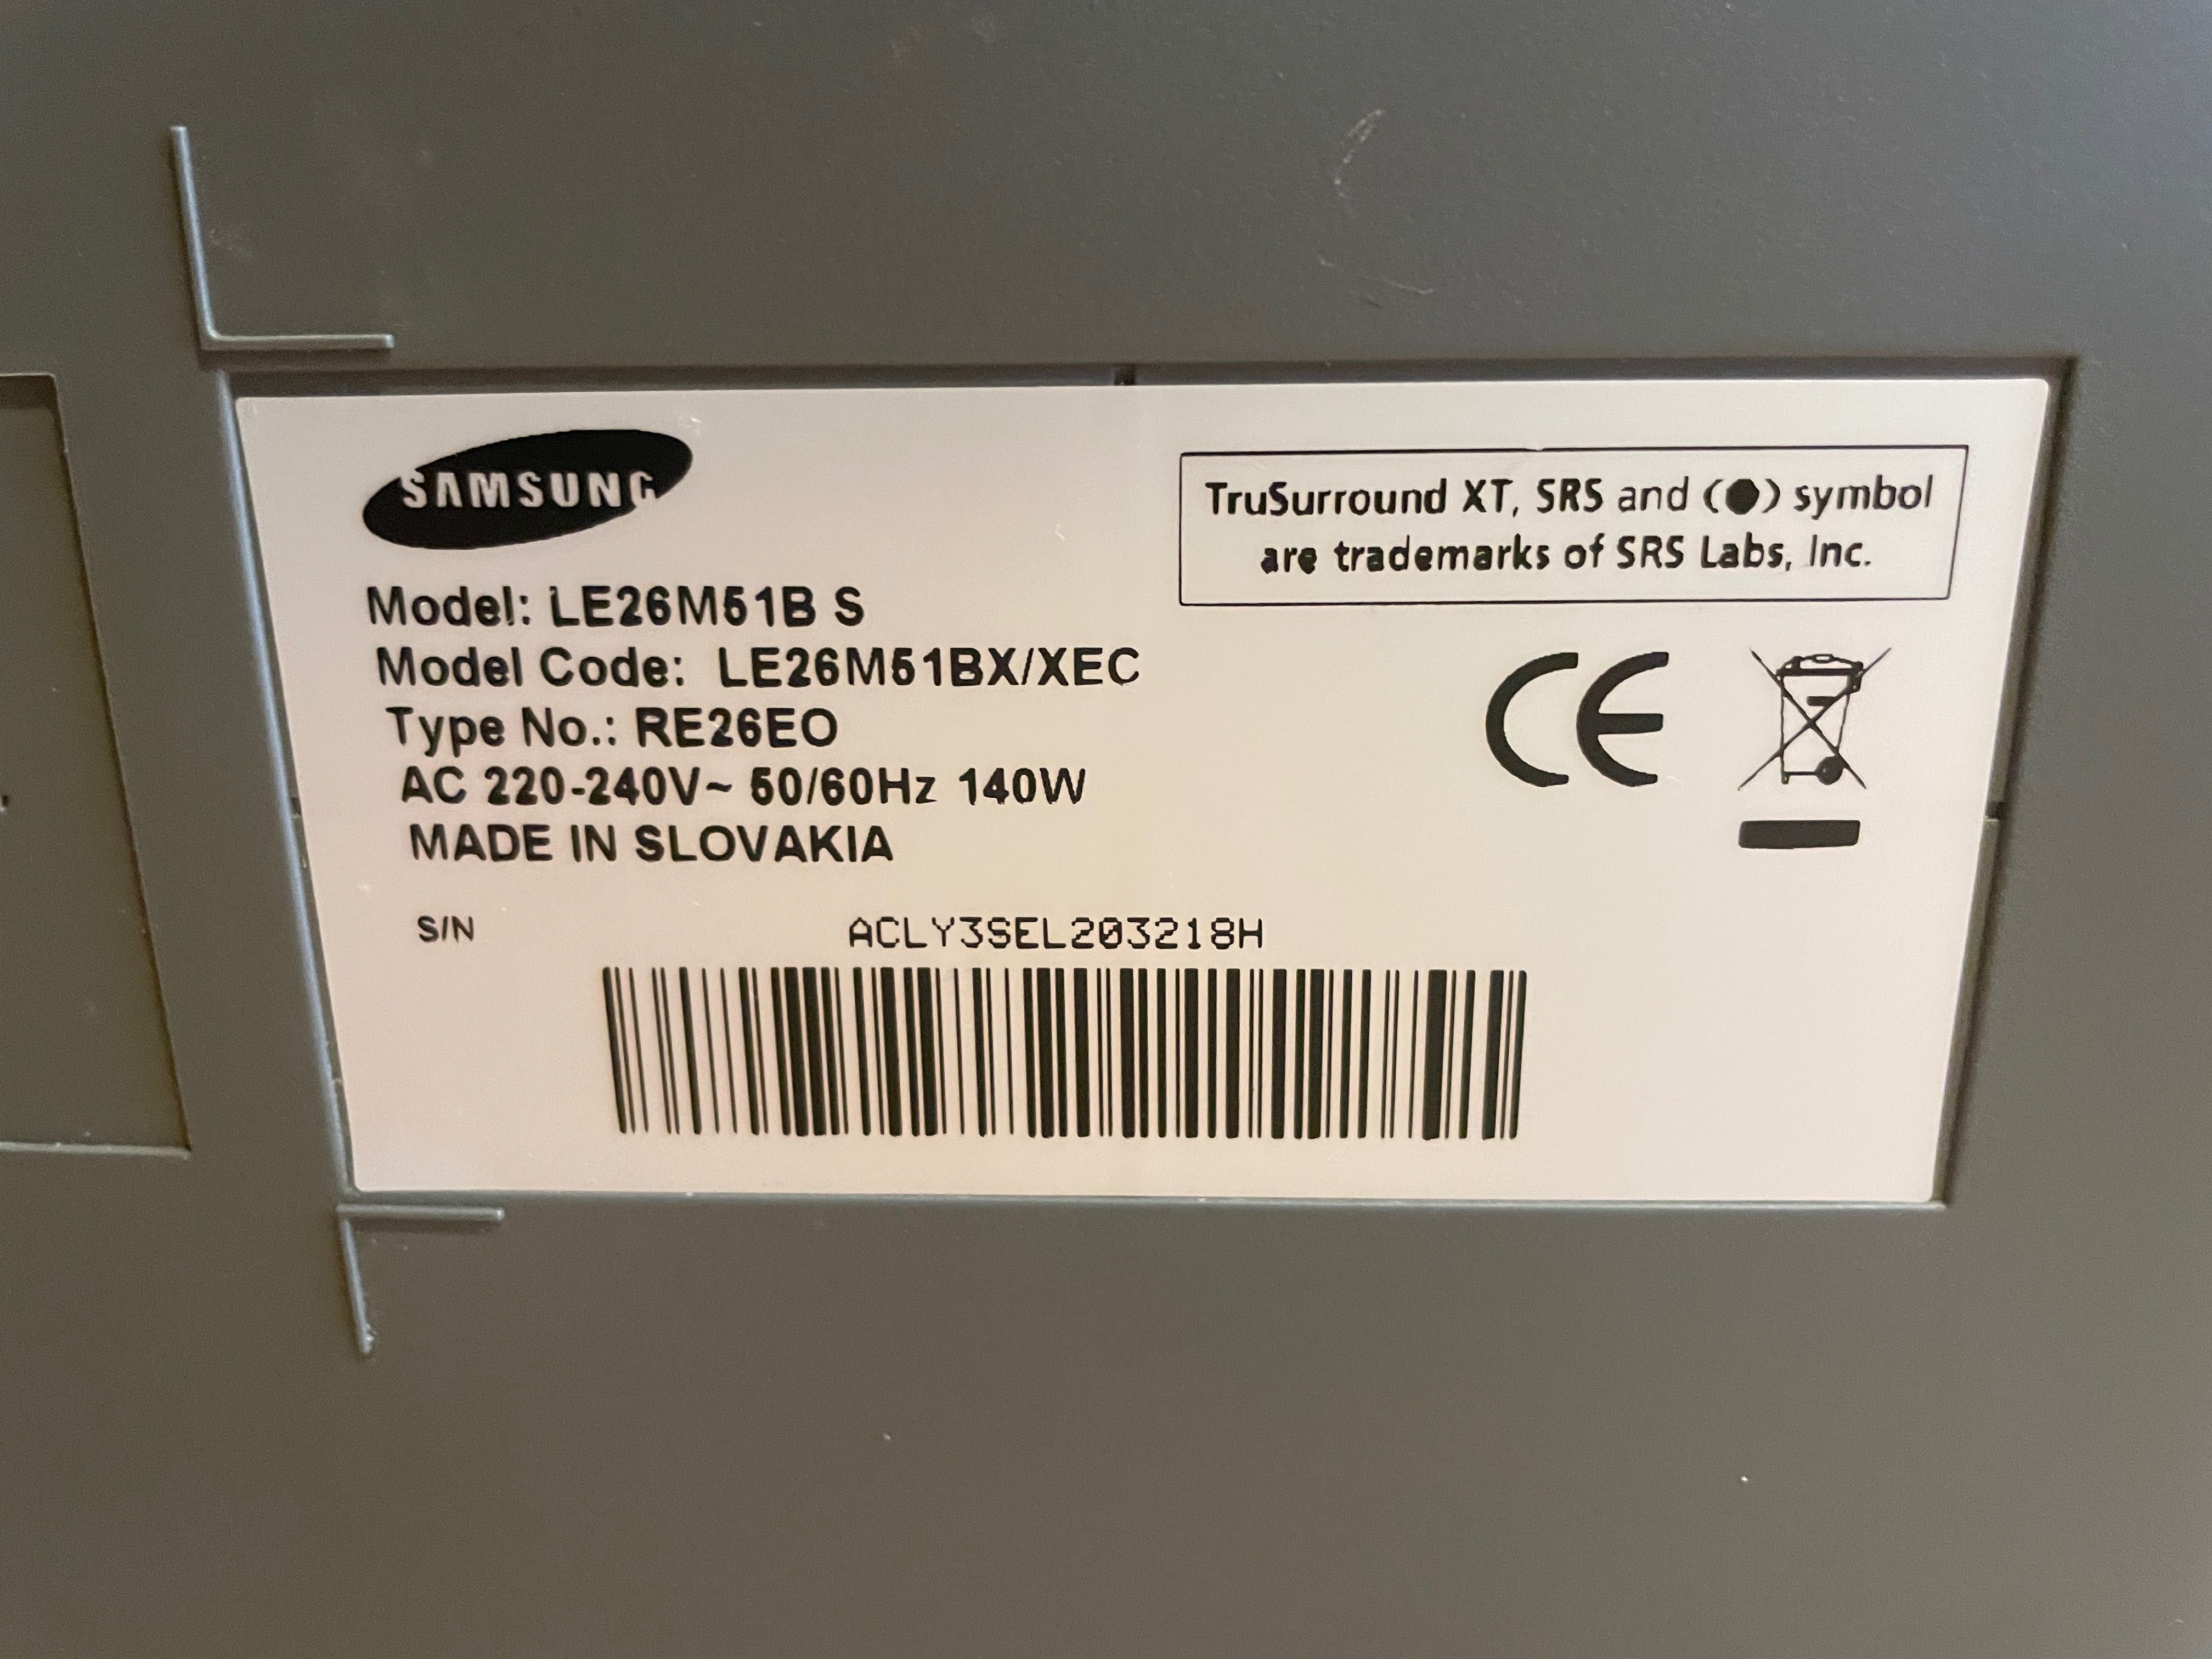 SAMSUNG
TruSurround XT, SRS and (●) symbol
are trademarks of SRS Labs, Inc.
Model: LE26M51B S
Model Code: LE26M51BX/XEC
Type No.: RE26EO
AC 220-240V~ 50/60Hz 140W
MADE IN SLOVAKIA
CE
S/N ACLY3SEL203218H